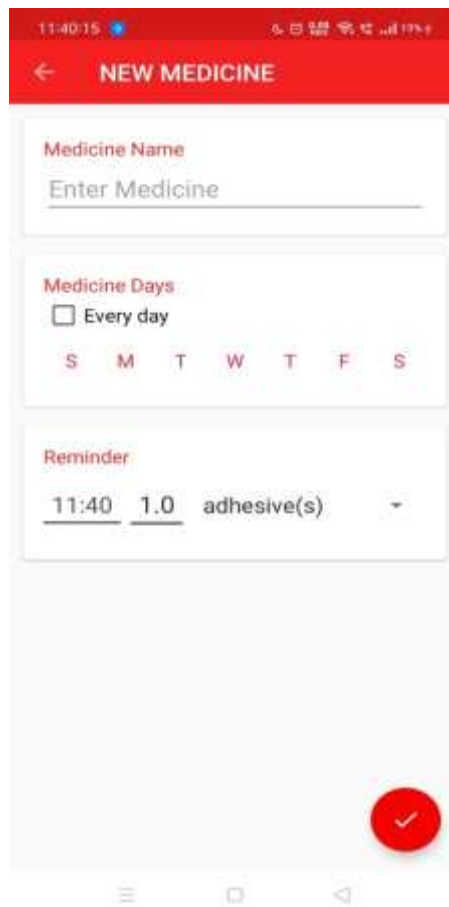 11:40:15
NEW MEDICINE
Medicine Name
Enter Medicine
Medicine Days
Every day
S M T W T F S
Reminder
11:40 1.0 adhesive(s)